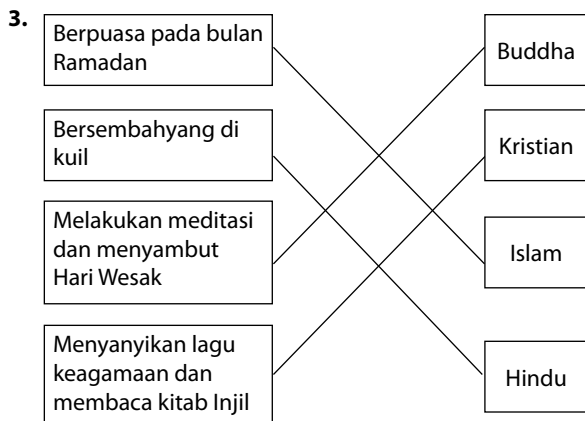 3.
Berpuasa pada bulan
Ramadan
Buddha
Bersembahyang di
kuil
Kristian
Melakukan meditasi
dan menyambut
Hari Wesak
Islam
Menyanyikan lagu
keagamaan dan
membaca kitab Injil
Hindu